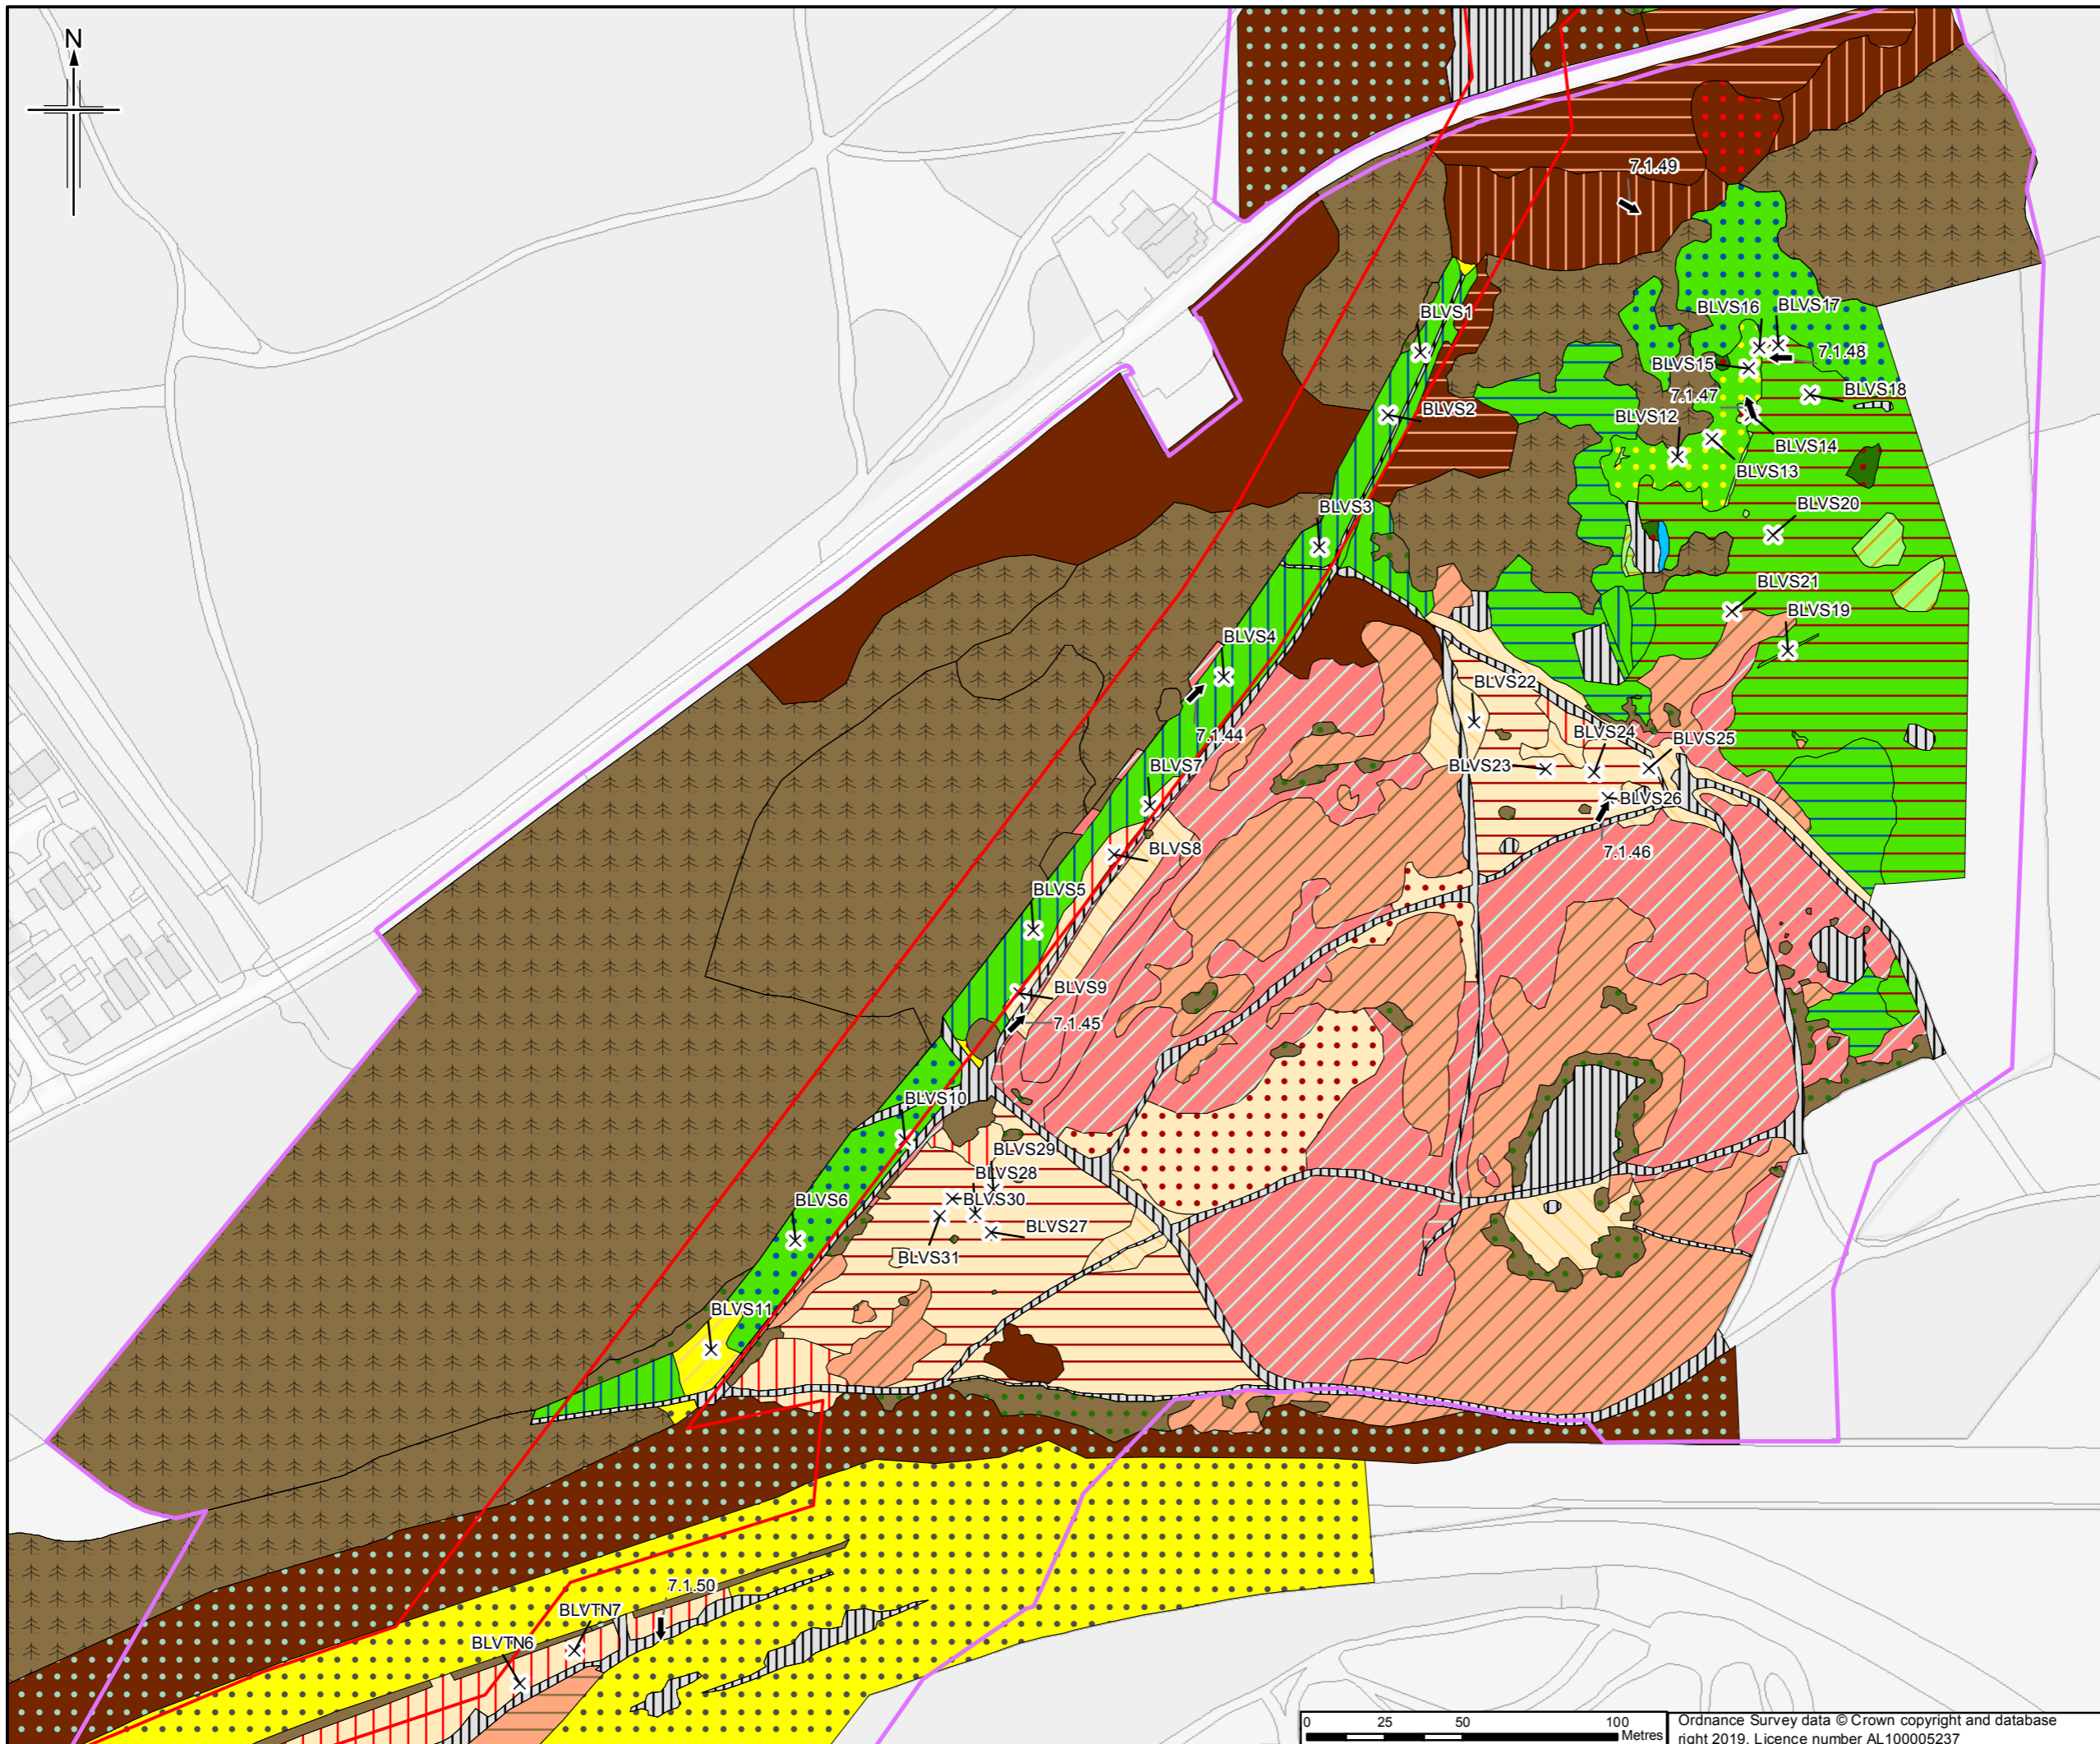 N
7.1.49
BLVS16
BLVS17
BLVS1
7.1.48
BLVS15
BLVS18
7.1.47
BLVS2
BLVS12
BLVS14
BLVS13
BLVS3
BLVS20
BLVS21
BLVS19
BLVS4
BLVS22
7.1.44
BLVS24
BLVS25
BLVS7
BLVS23
BLVS26
BLVS8
7.1.46
BLVS5
BLVS9
7.1.45
BLVS10
BLVS29
BLVS28
BLVS6
BLVS30
BLVS27
BLVS31
BLVS11
7.1.50
BLVTN7
BLVTN6
0 25 50 100
Metres
Ordnance Survey data © Crown copyright and database
right 2019. Licence number AL100005237